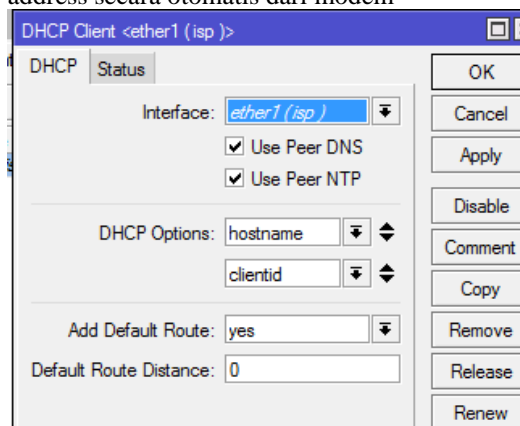 address secara otomatis dari modem
DHCP Client <ether1 ( isp )>
DHCP
Status
Interface: ether1 ( isp )
Use Peer DNS
Use Peer NTP
DHCP Options: hostname
clientid
Add Default Route: yes
Default Route Distance: 0
OK
Cancel
Apply
Disable
Comment
Copy
Remove
Release
Renew